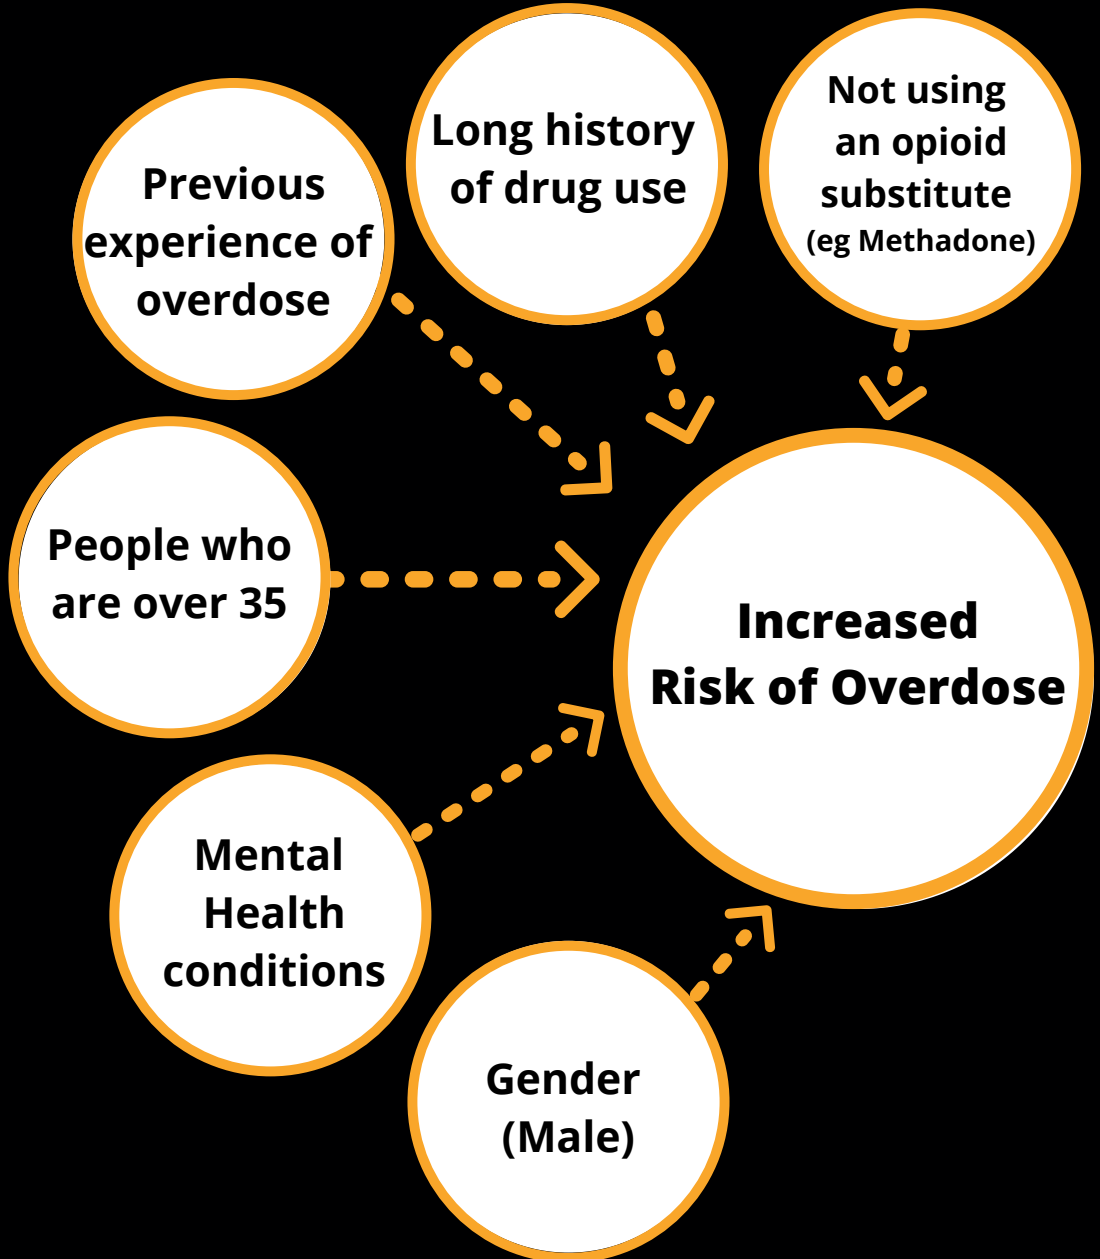 Previous
experience of
overdose
Long history
of drug use
Not using
an opioid
substitute
(eg Methadone)
People who
are over 35
Increased
Risk of Overdose
Mental
Health
conditions
Gender
(Male)